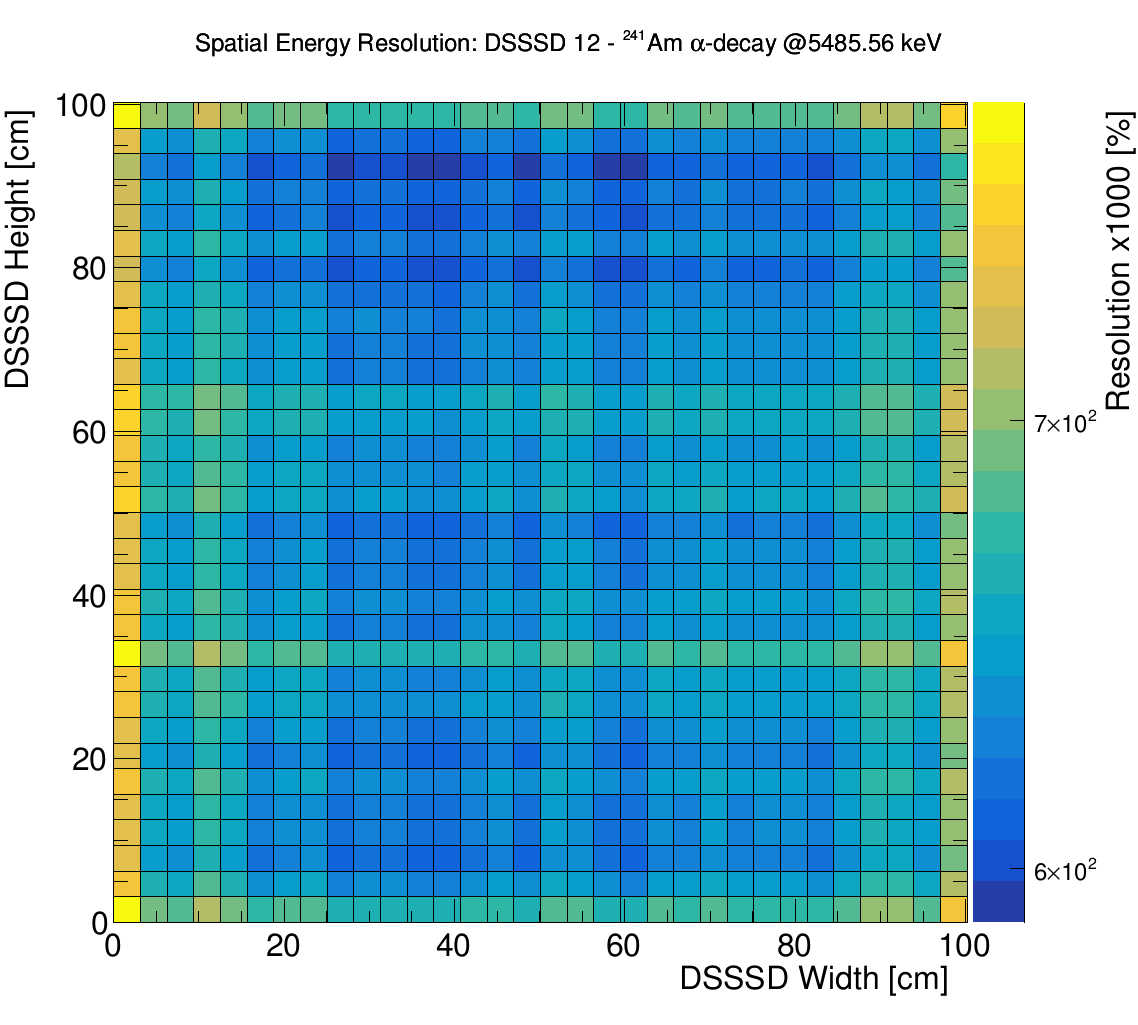 Spatial Energy Resolution: DSSSD 12 - ²⁴¹Am α-decay @5485.56 keV
DSSSD Height [cm]
100
80
60
40
20
0
0 20 40 60 80 100
DSSSD Width [cm]
7×10²
6×10²
Resolution x1000 [%]